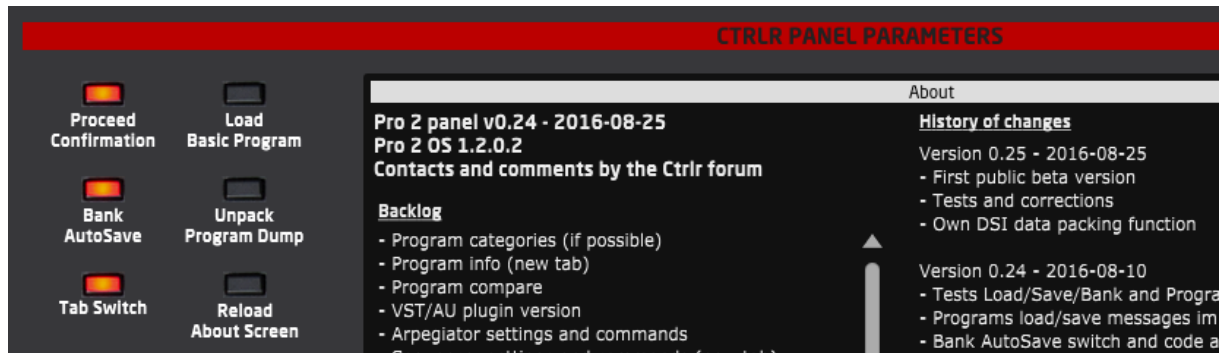 CTRLR PANEL PARAMETERS
Proceed
Confirmation
Load
Basic Program
Bank
AutoSave
Unpack
Program Dump
Tab Switch
Reload
About Screen
About
Pro 2 panel v0.24 - 2016-08-25
Pro 2 OS 1.2.0.2
Contacts and comments by the Ctrlr forum
Backlog
- Program categories (if possible)
- Program info (new tab)
- Program compare
- VST/AU plugin version
- Arpegiator settings and commands
History of changes
Version 0.25 - 2016-08-25
- First public beta version
- Tests and corrections
- Own DSI data packing function
Version 0.24 - 2016-08-10
- Tests Load/Save/Bank and Progra
- Programs load/save messages im
- Bank AutoSave switch and code a